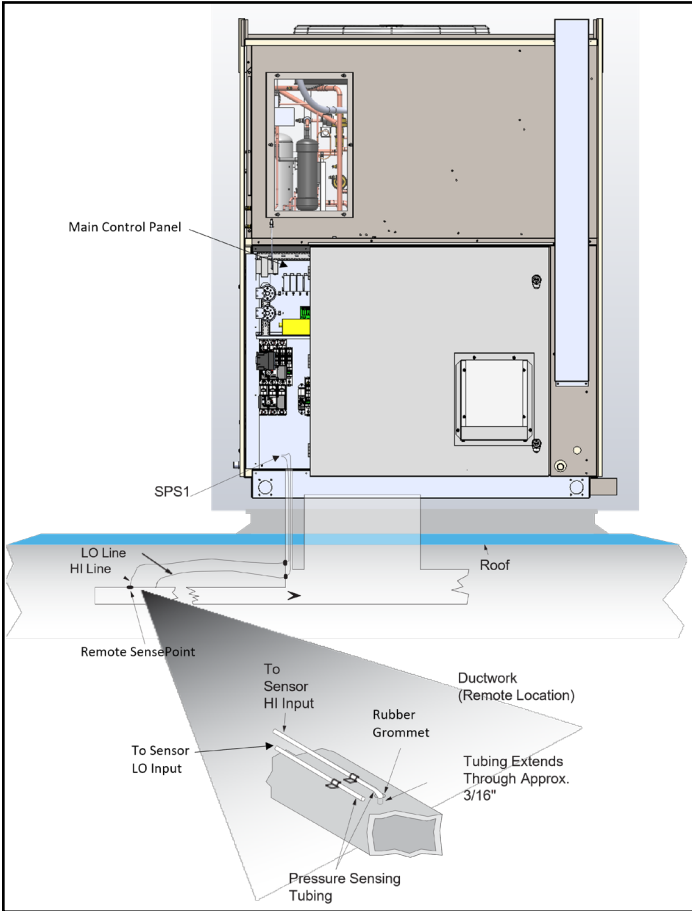 Main Control Panel
SPS1
LO Line
HI Line
Roof
Remote SensePoint
To
Sensor
HI Input
Ductwork
(Remote Location)
Rubber
Grommet
To Sensor
LO Input
Tubing Extends
Through Approx.
3/16"
Pressure Sensing
Tubing